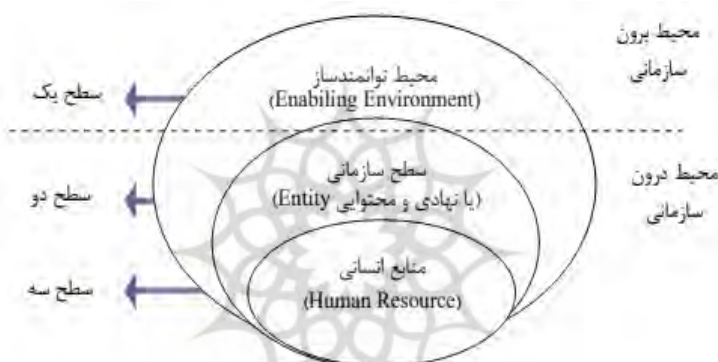 محیط برون
سازمانی
محیط توانمندساز
(Enabiling Environment)
سطح یک
سطح سازمانی
(یا نهادی و محتوایی Entity)
محیط درون
سازمانی
سطح دو
منابع انسانی
(Human Resource)
سطح سه